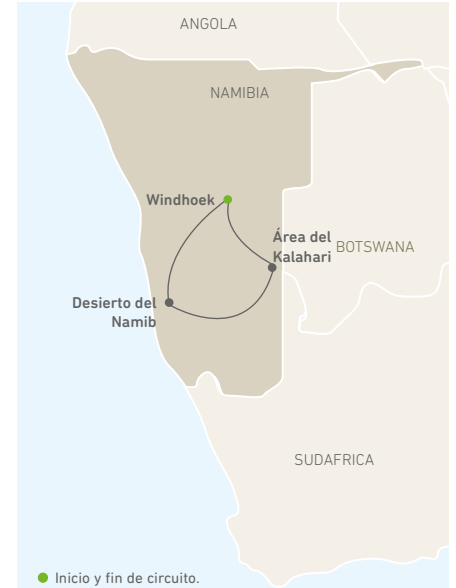 ANGOLA
NAMIBIA
Windhoek
Área del
Kalahari
BOTSWANA
Desierto del
Namib
SUDAFRICA
Inicio y fin de circuito.